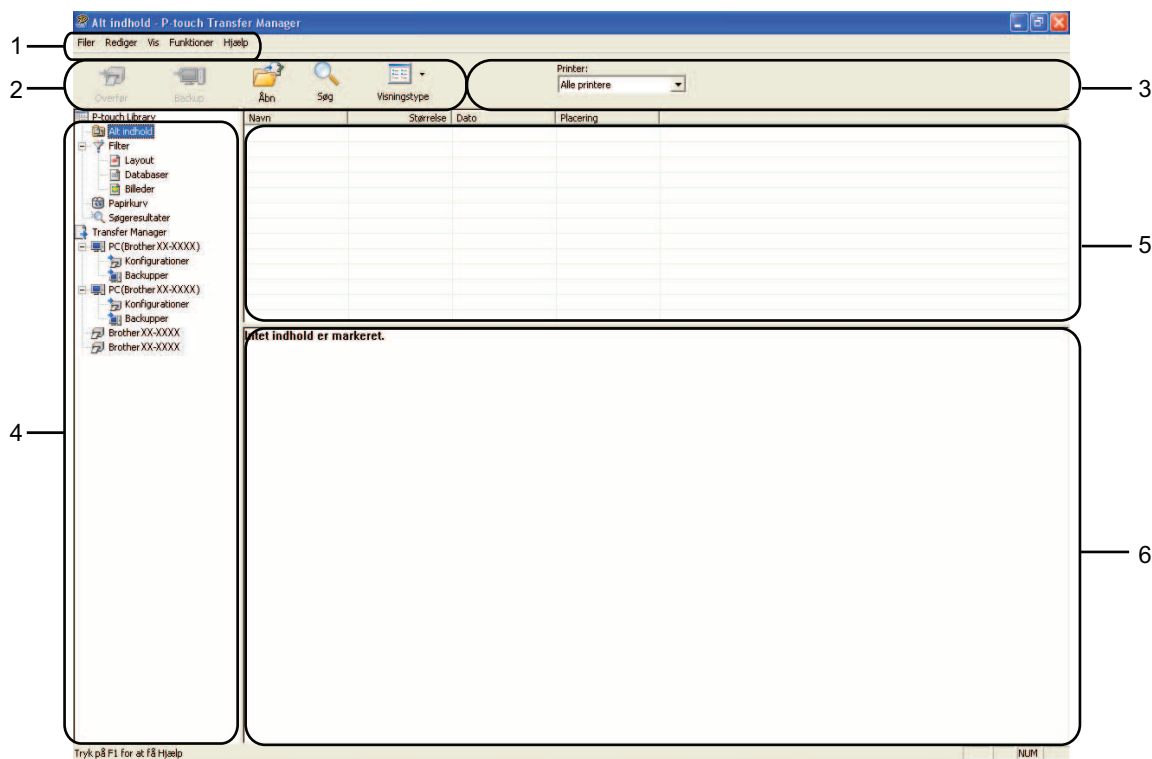 Alt indhold - P-touch Transfer Manager
1
Filer Rediger Vis Funktioner Hjælp
2
Overfør Backup Åbn Søg Visningstype
Printer:
Alle printere
3
P-touch Library
Alt indhold
Filter
Layout
Databaser
Billeder
Papirkurv
Søgeresultater
Transfer Manager
PC(Brother XX-XXXX)
Konfigurationer
Backupper
PC(Brother XX-XXXX)
Konfigurationer
Backupper
Brother XX-XXXX
Brother XX-XXXX
4
Navn Størrelse Dato Placering
5
Intet indhold er markeret.
6
Tryk på F1 for at få Hjælp
NUM